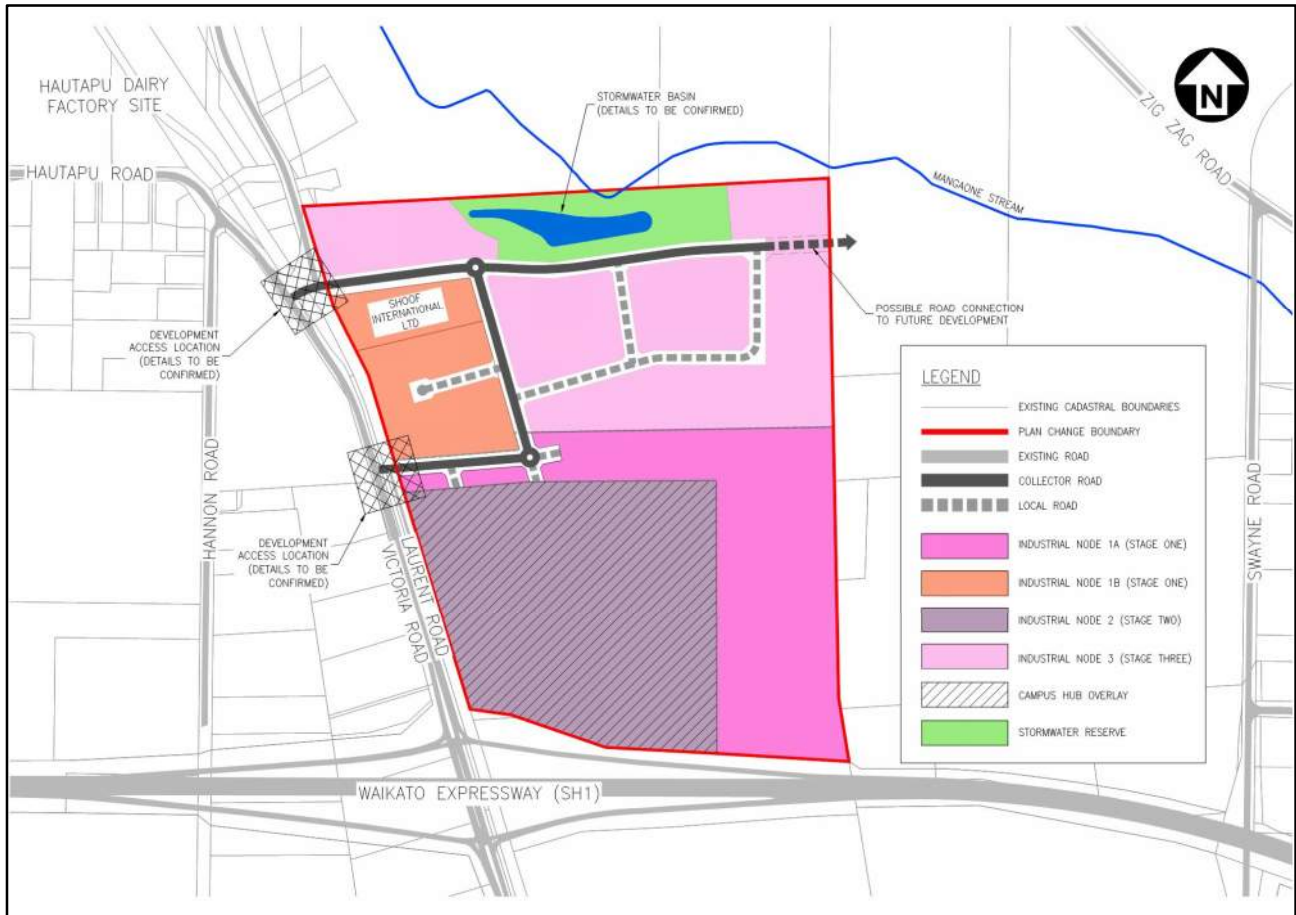 HAUTAPU DAIRY
FACTORY SITE
HAUTAPU ROAD
STORMWATER BASIN
(DETAILS TO BE CONFIRMED)
N
ZIG ZAG ROAD
MANGAONE STREAM
SHOOF
INTERNATIONAL
LTD
DEVELOPMENT
ACCESS LOCATION
(DETAILS TO BE
CONFIRMED)
POSSIBLE ROAD CONNECTION
TO FUTURE DEVELOPMENT
HANNON ROAD
DEVELOPMENT
ACCESS LOCATION
(DETAILS TO BE
CONFIRMED)
LAURENT ROAD
VICTORIA ROAD
SWAYNE ROAD
LEGEND
EXISTING CADASTRAL BOUNDARIES
PLAN CHANGE BOUNDARY
EXISTING ROAD
COLLECTOR ROAD
LOCAL ROAD
INDUSTRIAL NODE 1A (STAGE ONE)
INDUSTRIAL NODE 1B (STAGE ONE)
INDUSTRIAL NODE 2 (STAGE TWO)
INDUSTRIAL NODE 3 (STAGE THREE)
CAMPUS HUB OVERLAY
STORMWATER RESERVE
WAIKATO EXPRESSWAY (SH1)